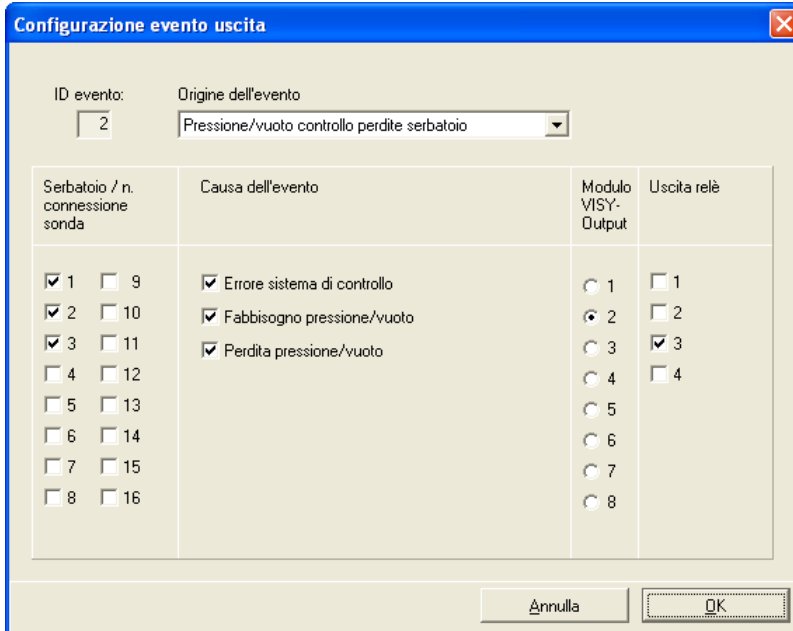 Configurazione evento uscita
ID evento: Origine dell'evento
2 Pressione/vuoto controllo perdite serbatoio
Serbatoio / n. connessione sonda Causa dell'evento Modulo VISY-Output Uscita relè
1 9 Errore sistema di controllo 1 1
2 10 Fabbisogno pressione/vuoto 2 2
3 11 Perdita pressione/vuoto 3 3
4 12 4 4
5 13 5
6 14 6
7 15 7
8 16 8
Annulla OK